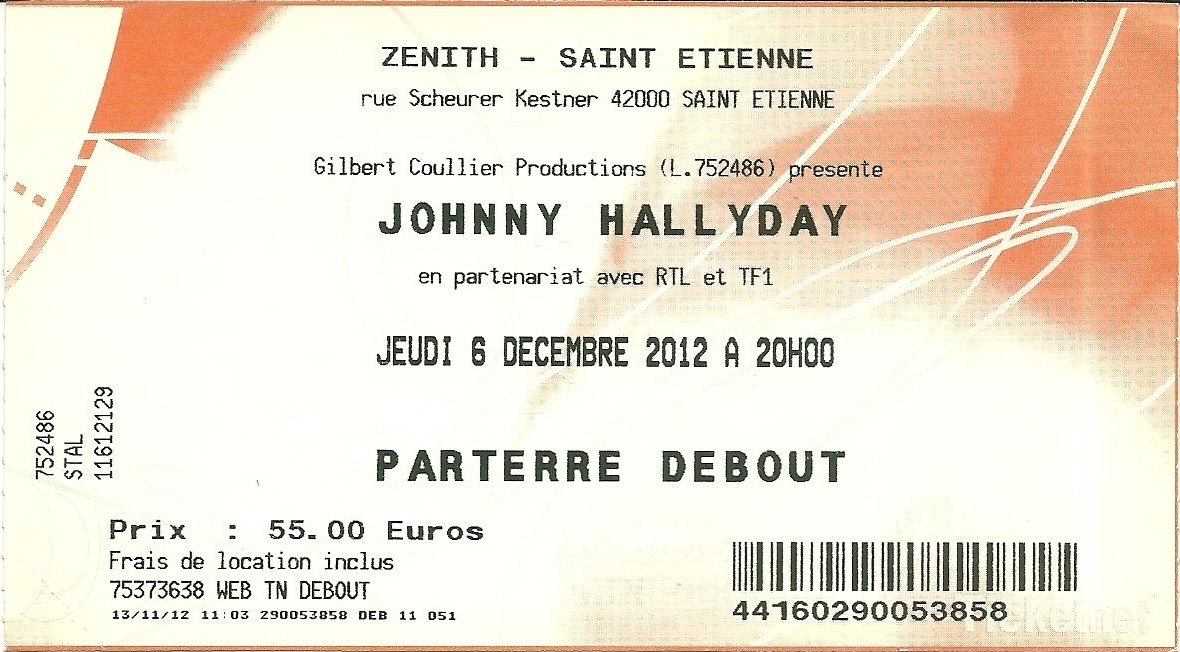 ZENITH - SAINT ETIENNE
rue Scheurer Kestner 42000 SAINT ETIENNE
Gilbert Coullier Productions (L.752486) presente
JOHNNY HALLYDAY
en partenariat avec RTL et TF1
JEUDI 6 DECEMBRE 2012 A 20H00
PARTERRE DEBOUT
752486
STAL
11612129
Prix : 55.00 Euros
Frais de location inclus
75373638 WEB TN DEBOUT
13/11/12 11:03 290053858 DEB 11 051
44160290053858
Ticketnet